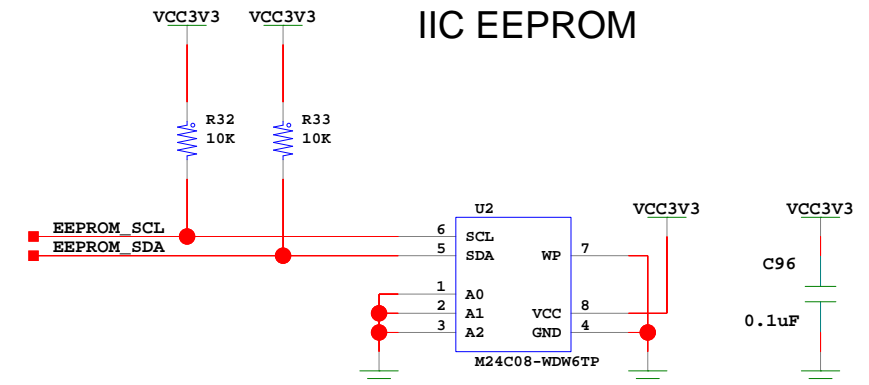 IIC EEPROM
VCC3V3 VCC3V3
R32 R33
10K 10K
U2
VCC3V3 VCC3V3
EEPROM_SCL 6 SCL
EEPROM_SDA 5 SDA WP 7
C96
1 A0
2 A1 VCC 8
0.1uF
3 A2 GND 4
M24C08-WDW6TP